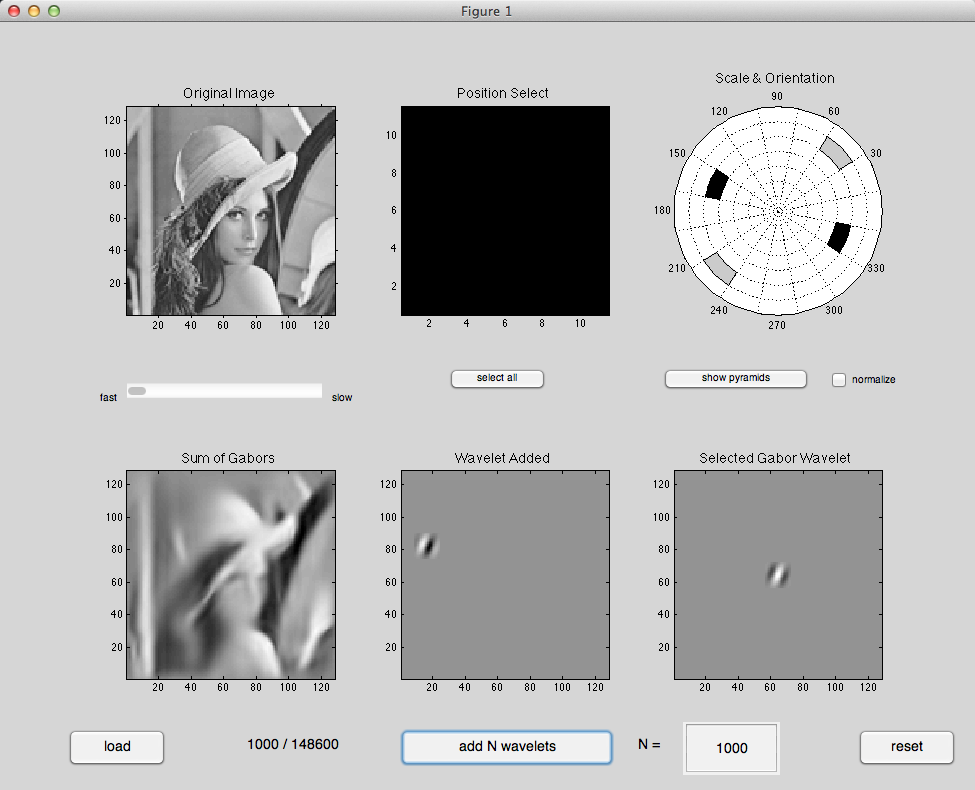 Figure 1
Original Image
120
100
80
60
40
20
20 40 60 80 100 120
Position Select
10
8
6
4
2
2 4 6 8 10
Scale & Orientation
90
120 60
150 30
180
210 330
240 300
270
fast slow
select all
show pyramids
normalize
Sum of Gabors
120
100
80
60
40
20
20 40 60 80 100 120
Wavelet Added
120
100
80
60
40
20
20 40 60 80 100 120
Selected Gabor Wavelet
120
100
80
60
40
20
20 40 60 80 100 120
load
1000 / 148600
add N wavelets
N =
1000
reset